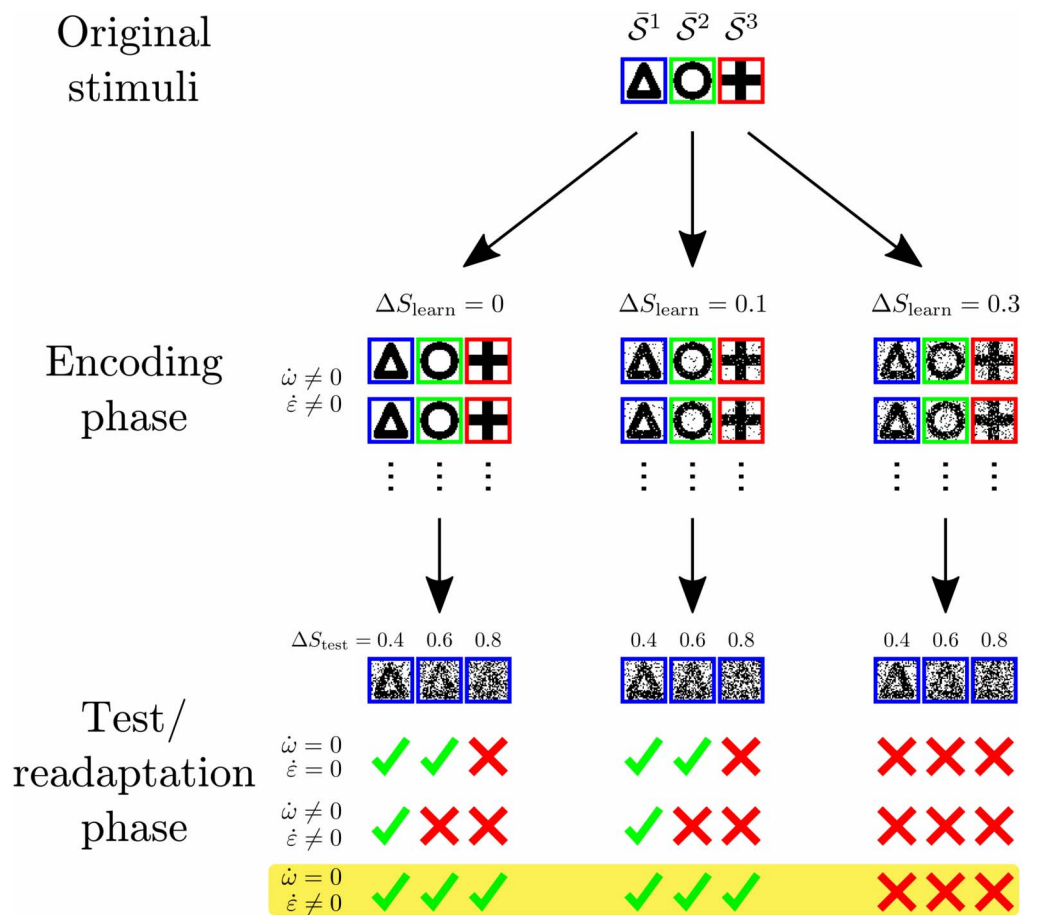 Original
stimuli
S̄¹ S̄² S̄³
Encoding
phase
ΔS_learn = 0 ΔS_learn = 0.1 ΔS_learn = 0.3
ω̇ ≠ 0
ε̇ ≠ 0
Test/
readaptation
phase
ΔS_test = 0.4 0.6 0.8 0.4 0.6 0.8 0.4 0.6 0.8
ω̇ = 0
ε̇ = 0
ω̇ ≠ 0
ε̇ ≠ 0
ω̇ = 0
ε̇ ≠ 0